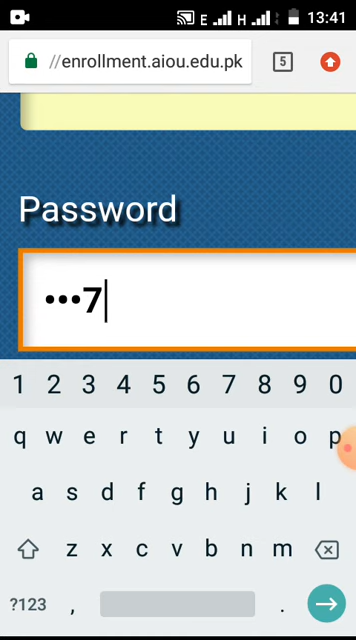 E H 13:41
//enrollment.aiou.edu.pk 5
Password
•••7
1 2 3 4 5 6 7 8 9 0
q w e r t y u i o p
a s d f g h j k l
z x c v b n m
?123 , .